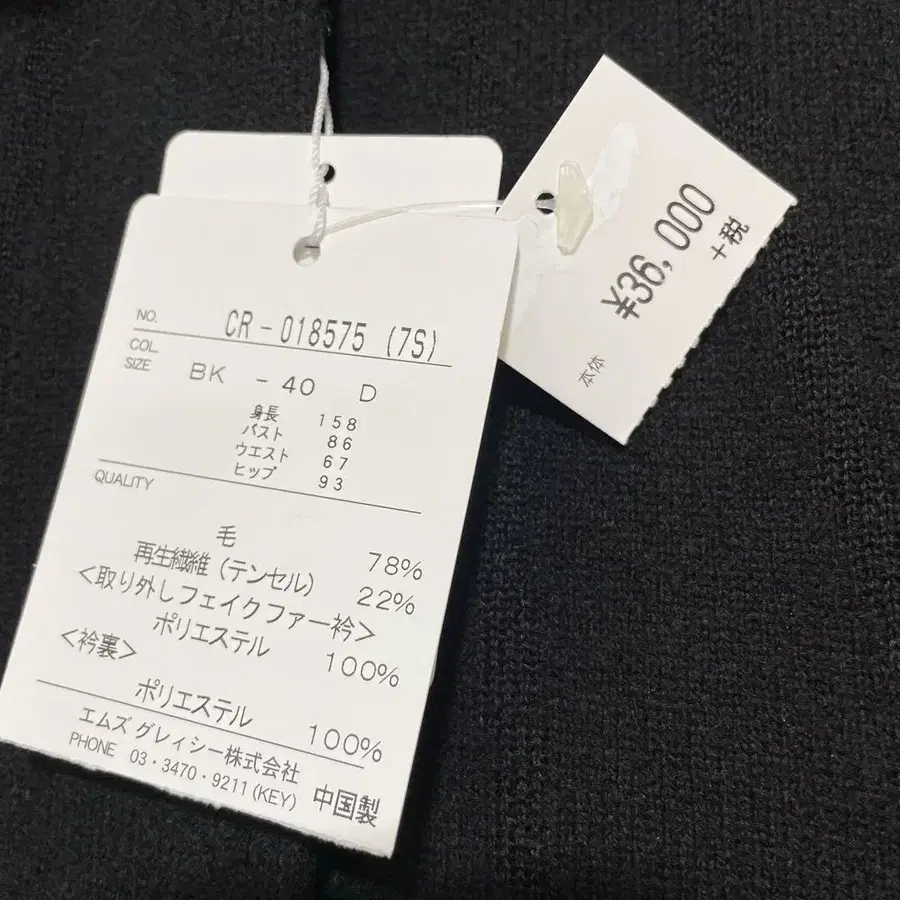 NO. CR-018575 (7S)
COL.
SIZE BK -40 D
身長 158
バスト 86
ウエスト 67
ヒップ 93
QUALITY
毛 78%
再生繊維(テンセル) 22%
<取り外しフェイクファー衿>
ポリエステル 100%
<衿裏>
ポリエステル 100%
エムズ グレィシー株式会社
PHONE 03・3470・9211(KEY) 中国製
¥36,000
+税
本体